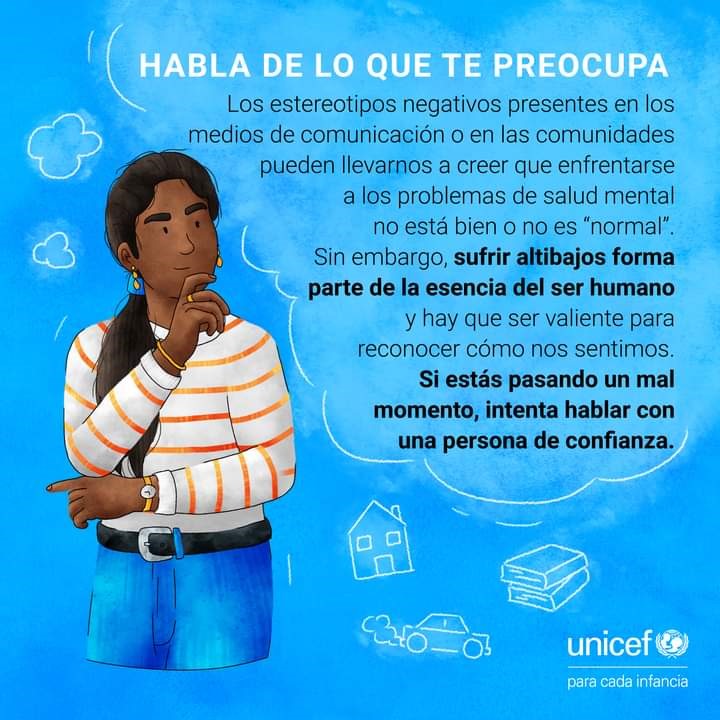 HABLA DE LO QUE TE PREOCUPA
Los estereotipos negativos presentes en los
medios de comunicación o en las comunidades
pueden llevarnos a creer que enfrentarse
a los problemas de salud mental
no está bien o no es “normal”.
Sin embargo, sufrir altibajos forma
parte de la esencia del ser humano
y hay que ser valiente para
reconocer cómo nos sentimos.
Si estás pasando un mal
momento, intenta hablar con
una persona de confianza.
unicef
para cada infancia